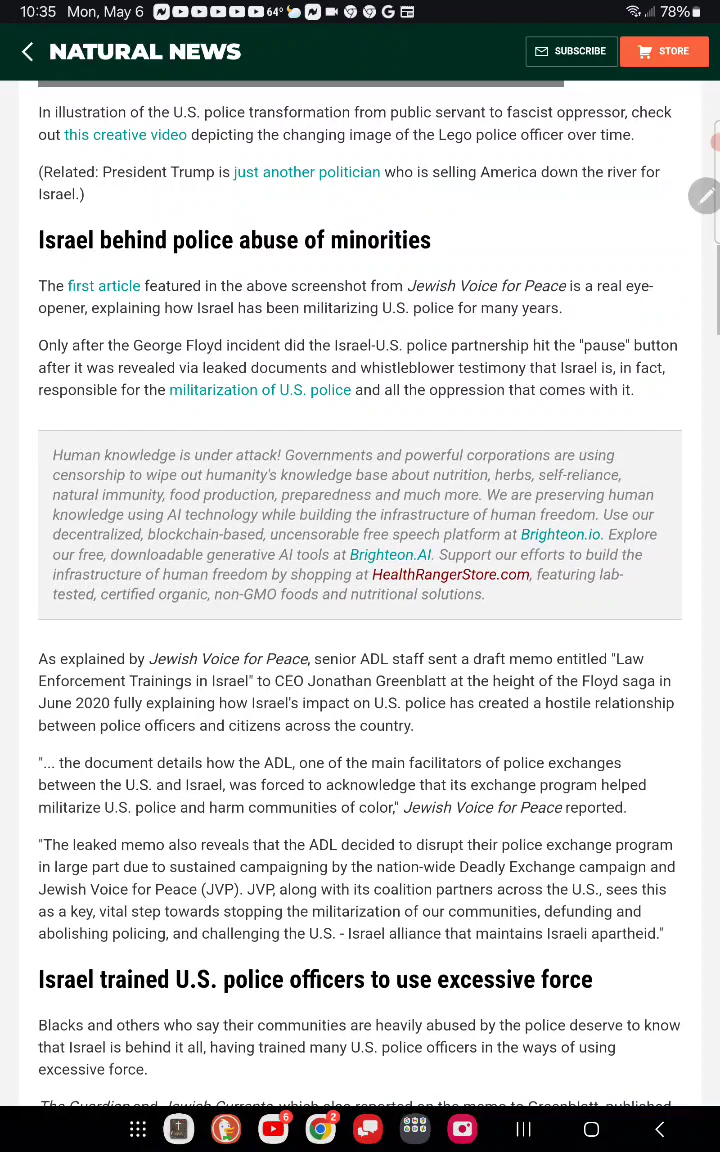 10:35 Mon, May 6 64° 78%
NATURAL NEWS
SUBSCRIBE
STORE
In illustration of the U.S. police transformation from public servant to fascist oppressor, check
out this creative video depicting the changing image of the Lego police officer over time.
(Related: President Trump is just another politician who is selling America down the river for
Israel.)
Israel behind police abuse of minorities
The first article featured in the above screenshot from Jewish Voice for Peace is a real eye-
opener, explaining how Israel has been militarizing U.S. police for many years.
Only after the George Floyd incident did the Israel-U.S. police partnership hit the "pause" button
after it was revealed via leaked documents and whistleblower testimony that Israel is, in fact,
responsible for the militarization of U.S. police and all the oppression that comes with it.
Human knowledge is under attack! Governments and powerful corporations are using
censorship to wipe out humanity's knowledge base about nutrition, herbs, self-reliance,
natural immunity, food production, preparedness and much more. We are preserving human
knowledge using AI technology while building the infrastructure of human freedom. Use our
decentralized, blockchain-based, uncensorable free speech platform at Brighteon.io. Explore
our free, downloadable generative AI tools at Brighteon.AI. Support our efforts to build the
infrastructure of human freedom by shopping at HealthRangerStore.com, featuring lab-
tested, certified organic, non-GMO foods and nutritional solutions.
As explained by Jewish Voice for Peace, senior ADL staff sent a draft memo entitled "Law
Enforcement Trainings in Israel" to CEO Jonathan Greenblatt at the height of the Floyd saga in
June 2020 fully explaining how Israel's impact on U.S. police has created a hostile relationship
between police officers and citizens across the country.
"... the document details how the ADL, one of the main facilitators of police exchanges
between the U.S. and Israel, was forced to acknowledge that its exchange program helped
militarize U.S. police and harm communities of color," Jewish Voice for Peace reported.
"The leaked memo also reveals that the ADL decided to disrupt their police exchange program
in large part due to sustained campaigning by the nation-wide Deadly Exchange campaign and
Jewish Voice for Peace (JVP). JVP, along with its coalition partners across the U.S., sees this
as a key, vital step towards stopping the militarization of our communities, defunding and
abolishing policing, and challenging the U.S. - Israel alliance that maintains Israeli apartheid."
Israel trained U.S. police officers to use excessive force
Blacks and others who say their communities are heavily abused by the police deserve to know
that Israel is behind it all, having trained many U.S. police officers in the ways of using
excessive force.
The Guardian and Jewish Currents, which also reported on the memo to Greenblatt, published
6
2